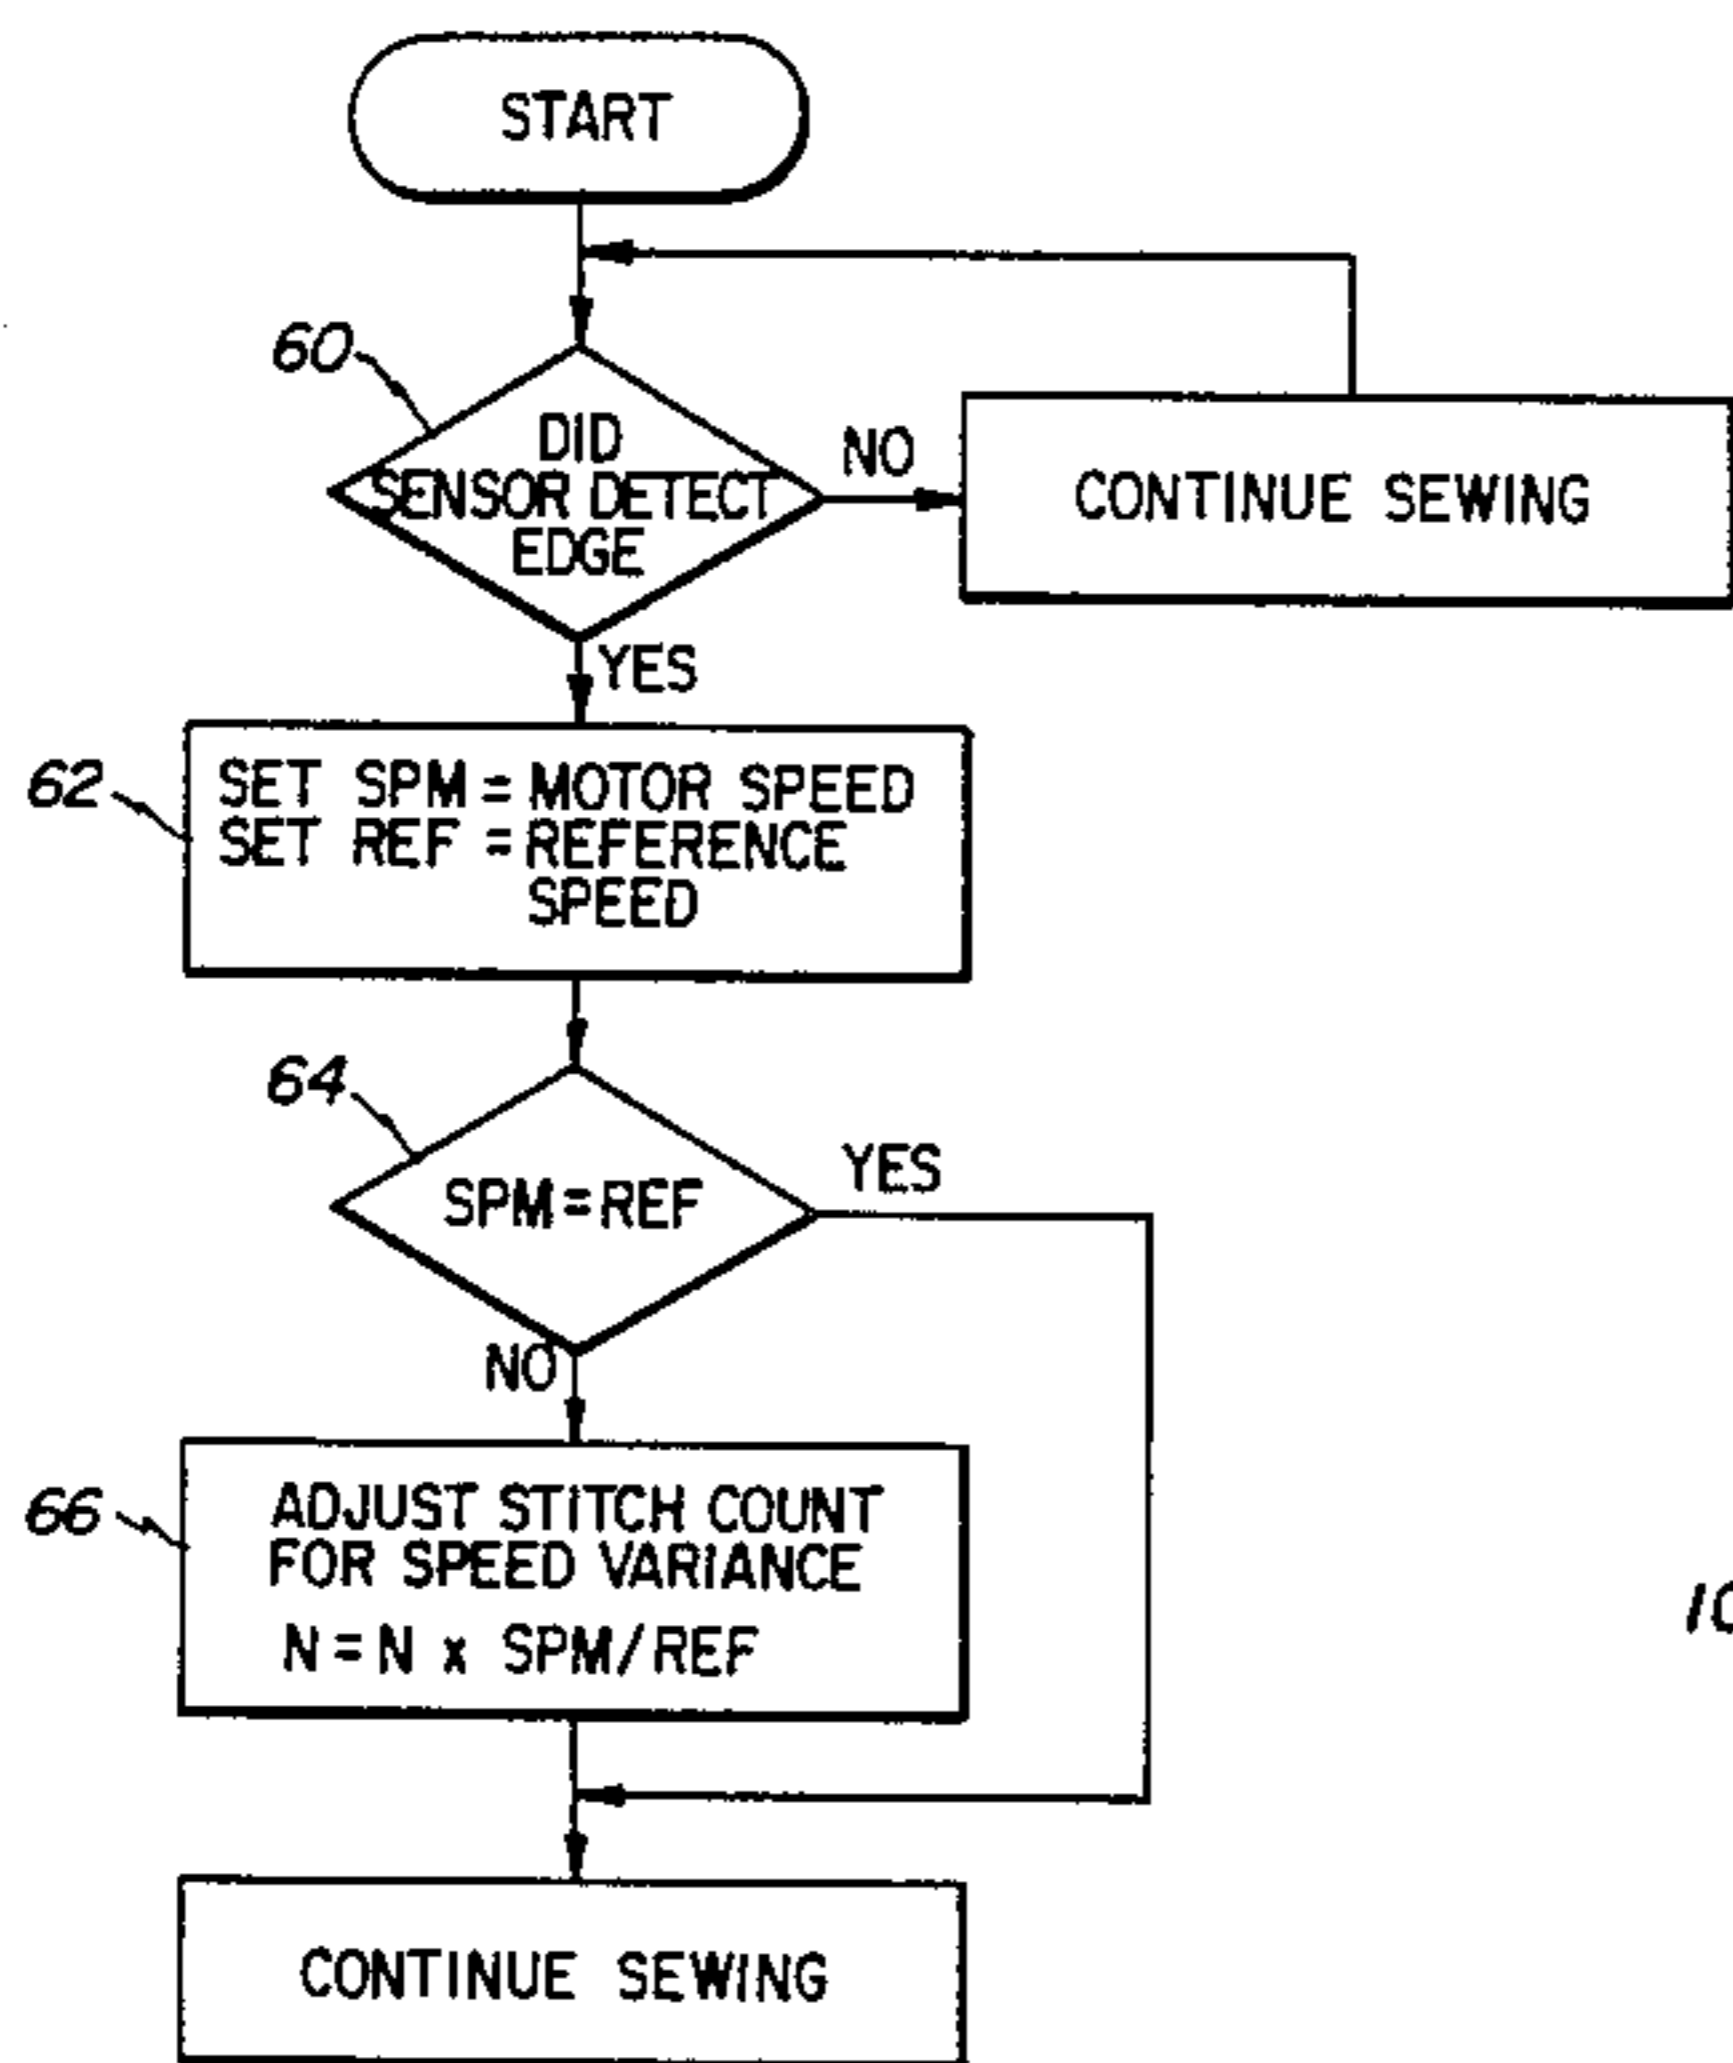 START
60
DID
SENSOR DETECT
EDGE
NO
CONTINUE SEWING
YES
62
SET SPM = MOTOR SPEED
SET REF = REFERENCE
SPEED
64
SPM = REF
YES
NO
66
ADJUST STITCH COUNT
FOR SPEED VARIANCE
N = N x SPM/REF
CONTINUE SEWING